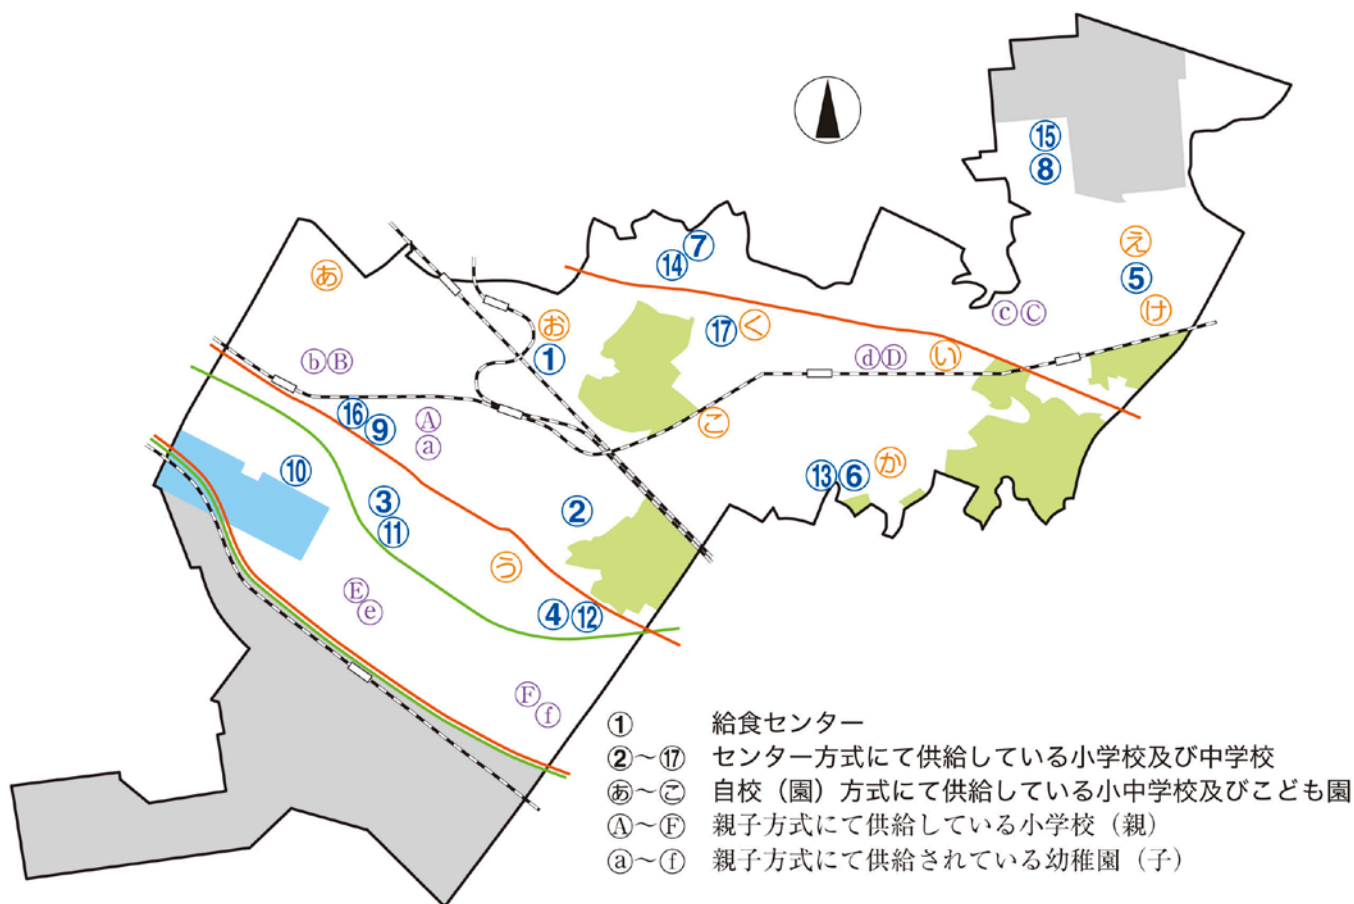 ⑮
⑧
え
⑤
け
⑦
⑭
あ
お
①
⑰く
ⓒⒸ
ⓓⒹ
い
ⓑⒷ
⑯
⑨
Ⓐ
ⓐ
こ
⑩
③
⑪
②
⑬⑥
か
う
Ⓔ
ⓔ
④⑫
Ⓕ
ⓕ
① 給食センター
②～⑰ センター方式にて供給している小学校及び中学校
あ～こ 自校（園）方式にて供給している小中学校及びこども園
Ⓐ～Ⓕ 親子方式にて供給している小学校（親）
ⓐ～ⓕ 親子方式にて供給されている幼稚園（子）